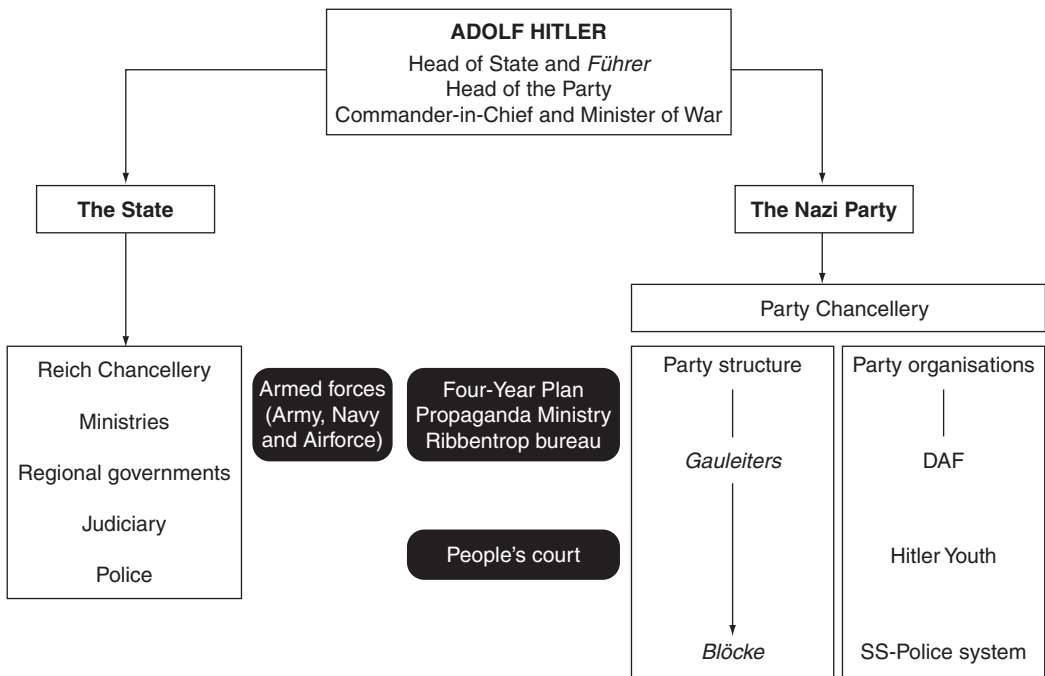 ADOLF HITLER
Head of State and Führer
Head of the Party
Commander-in-Chief and Minister of War
The State
The Nazi Party
Party Chancellery
Reich Chancellery
Ministries
Regional governments
Judiciary
Police
Armed forces
(Army, Navy
and Airforce)
Four-Year Plan
Propaganda Ministry
Ribbentrop bureau
People's court
Party structure
Gauleiters
Blöcke
Party organisations
DAF
Hitler Youth
SS-Police system